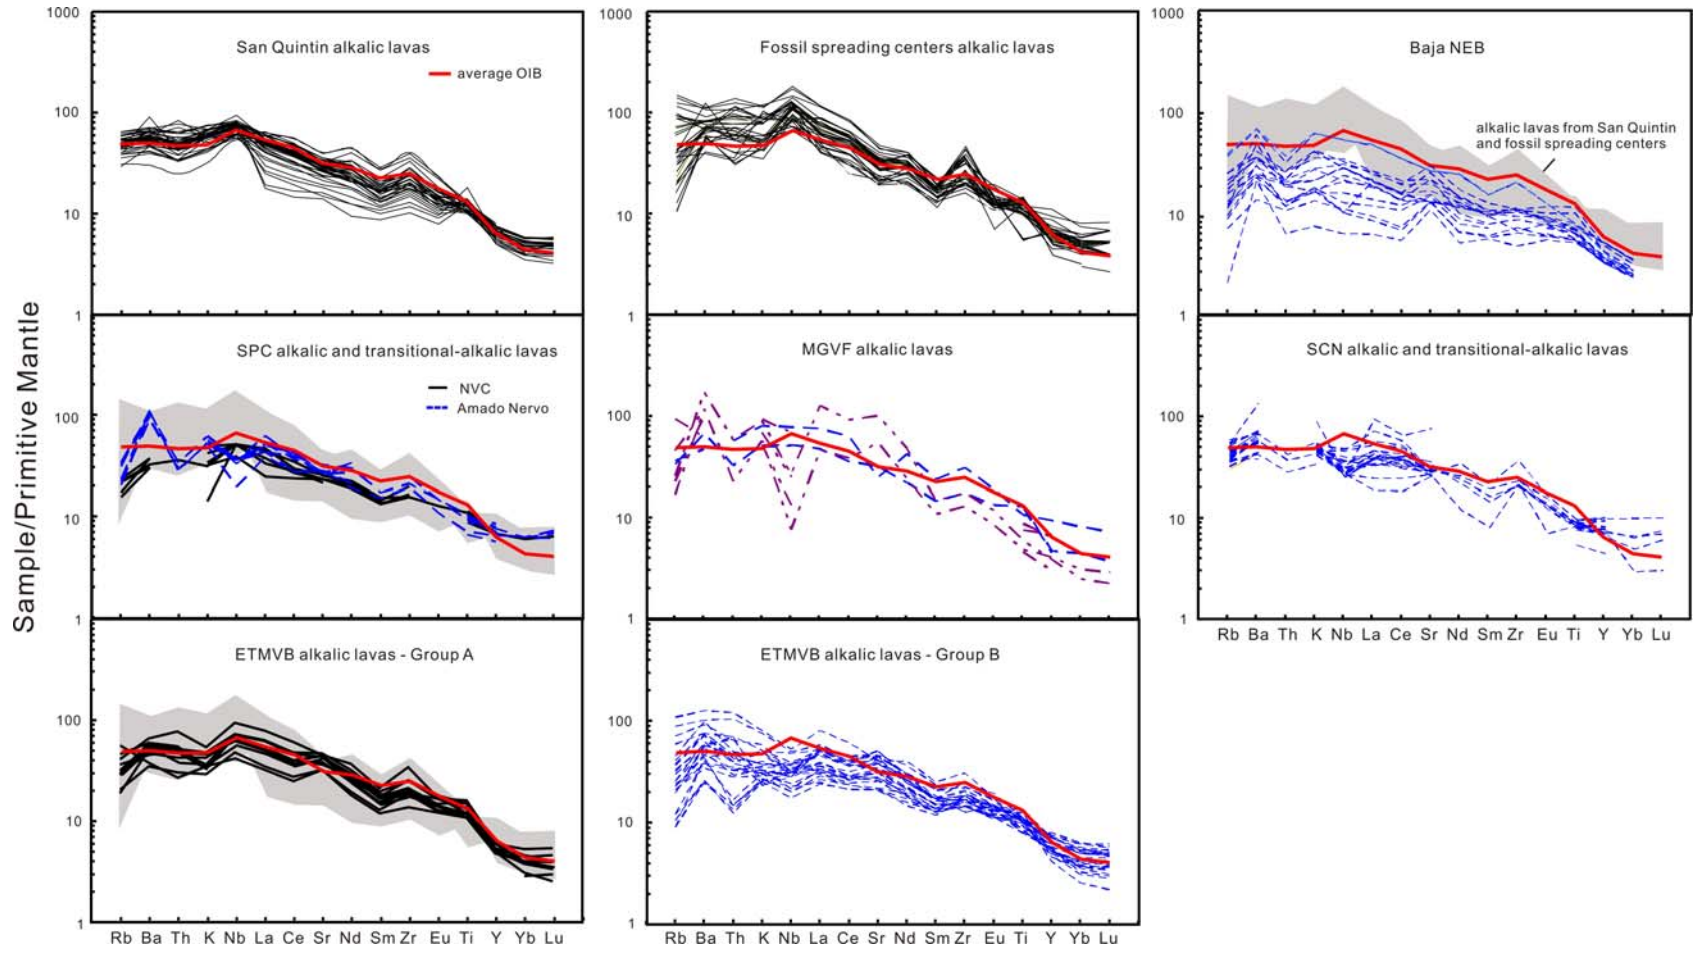 1000
1000
1000
San Quintin alkalic lavas
Fossil spreading centers alkalic lavas
Baja NEB
average OIB
100
100
100
alkalic lavas from San Quintin
and fossil spreading centers
10
10
10
1
1
1
SPC alkalic and transitional-alkalic lavas
MGVF alkalic lavas
SCN alkalic and transitional-alkalic lavas
NVC
Amado Nervo
100
100
100
Sample/Primitive Mantle
10
10
10
1
1
1
Rb Ba Th K Nb La Ce Sr Nd Sm Zr Eu Ti Y Yb Lu
ETMVB alkalic lavas - Group A
ETMVB alkalic lavas - Group B
100
100
10
10
1
1
Rb Ba Th K Nb La Ce Sr Nd Sm Zr Eu Ti Y Yb Lu
Rb Ba Th K Nb La Ce Sr Nd Sm Zr Eu Ti Y Yb Lu